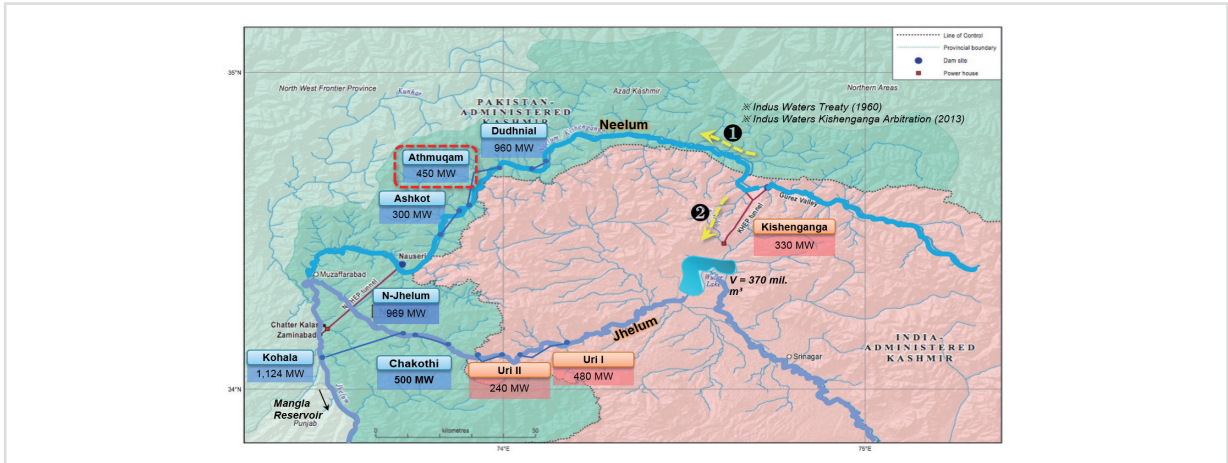 Line of Control
Provincial boundary
Dam site
Power house
35°N
North West Frontier Province
Kunhar
Azad Kashmir
Northern Areas
PAKISTAN-
ADMINISTERED
KASHMIR
※ Indus Waters Treaty (1960)
※ Indus Waters Kishenganga Arbitration (2013)
Dudhnial
960 MW
Neelum
❶
Athmuqam
450 MW
Ashkot
300 MW
Gurez Valley
❷
KHEP tunnel
Kishenganga
330 MW
Nauseri
Muzaffarabad
Wular
Lake
V = 370 mil.
m³
N-Jhelum
969 MW
Chatter Kalas
Zaminabad
Jhelum
INDIA-
ADMINISTERED
KASHMIR
Kohala
1,124 MW
Chakothi
500 MW
Uri II
240 MW
Uri I
480 MW
Srinagar
34°N
Mangla
Reservoir
Punjab
0
kilometres
50
74°E
75°E